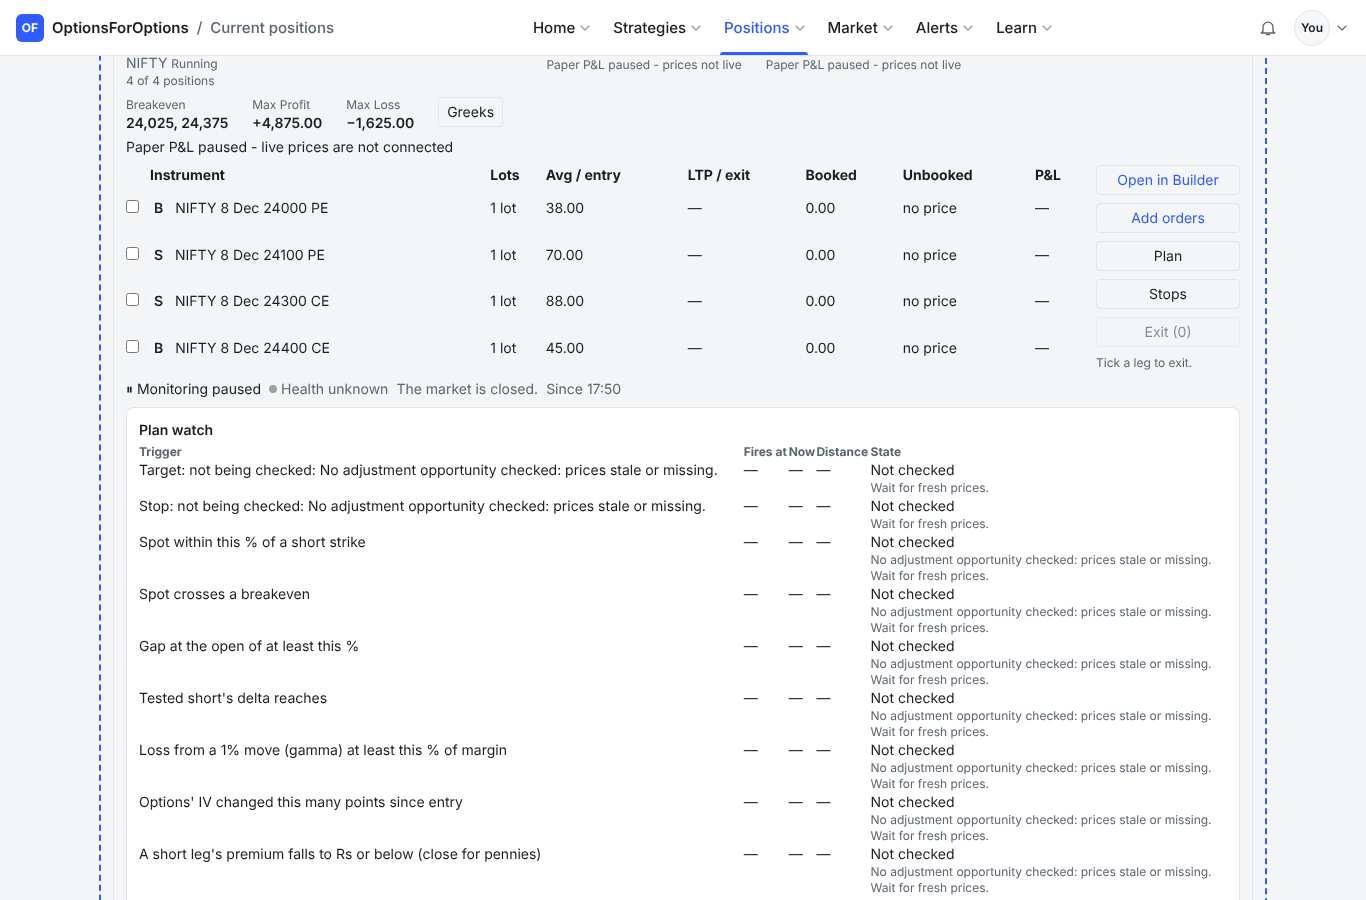 OF OptionsForOptions / Current positions Home Strategies Positions Market Alerts Learn You
NIFTY Running Paper P&L paused - prices not live Paper P&L paused - prices not live
4 of 4 positions
Breakeven Max Profit Max Loss
24,025, 24,375 +4,875.00 −1,625.00 Greeks
Paper P&L paused - live prices are not connected
Instrument Lots Avg / entry LTP / exit Booked Unbooked P&L
B NIFTY 8 Dec 24000 PE 1 lot 38.00 — 0.00 no price —
S NIFTY 8 Dec 24100 PE 1 lot 70.00 — 0.00 no price —
S NIFTY 8 Dec 24300 CE 1 lot 88.00 — 0.00 no price —
B NIFTY 8 Dec 24400 CE 1 lot 45.00 — 0.00 no price —
Open in Builder
Add orders
Plan
Stops
Exit (0)
Tick a leg to exit.
Monitoring paused Health unknown The market is closed. Since 17:50
Plan watch
Trigger Fires at Now Distance State
Target: not being checked: No adjustment opportunity checked: prices stale or missing. — — — Not checked
Wait for fresh prices.
Stop: not being checked: No adjustment opportunity checked: prices stale or missing. — — — Not checked
Wait for fresh prices.
Spot within this % of a short strike — — — Not checked
No adjustment opportunity checked: prices stale or missing.
Wait for fresh prices.
Spot crosses a breakeven — — — Not checked
No adjustment opportunity checked: prices stale or missing.
Wait for fresh prices.
Gap at the open of at least this % — — — Not checked
No adjustment opportunity checked: prices stale or missing.
Wait for fresh prices.
Tested short's delta reaches — — — Not checked
No adjustment opportunity checked: prices stale or missing.
Wait for fresh prices.
Loss from a 1% move (gamma) at least this % of margin — — — Not checked
No adjustment opportunity checked: prices stale or missing.
Wait for fresh prices.
Options' IV changed this many points since entry — — — Not checked
No adjustment opportunity checked: prices stale or missing.
Wait for fresh prices.
A short leg's premium falls to Rs or below (close for pennies) — — — Not checked
No adjustment opportunity checked: prices stale or missing.
Wait for fresh prices.